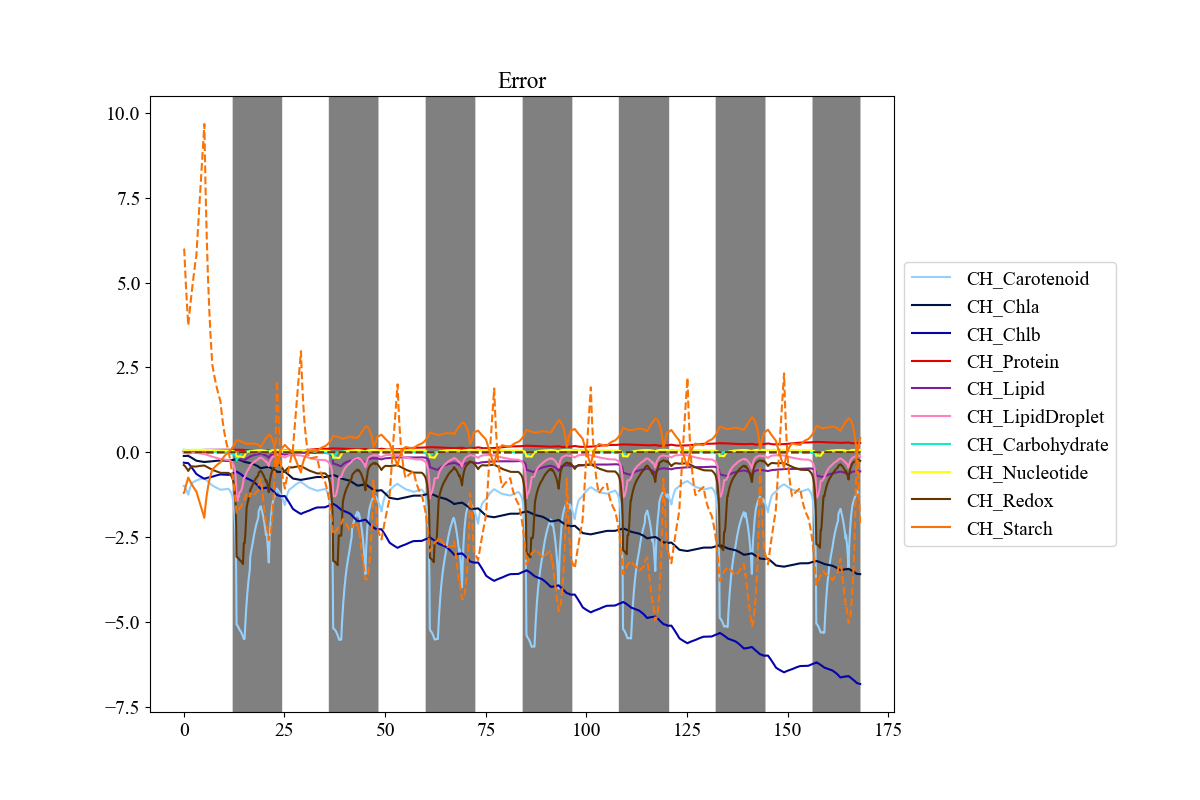 Error
10.0
7.5
5.0
2.5
0.0
−2.5
−5.0
−7.5
0 25 50 75 100 125 150 175
CH_Carotenoid
CH_Chla
CH_Chlb
CH_Protein
CH_Lipid
CH_LipidDroplet
CH_Carbohydrate
CH_Nucleotide
CH_Redox
CH_Starch